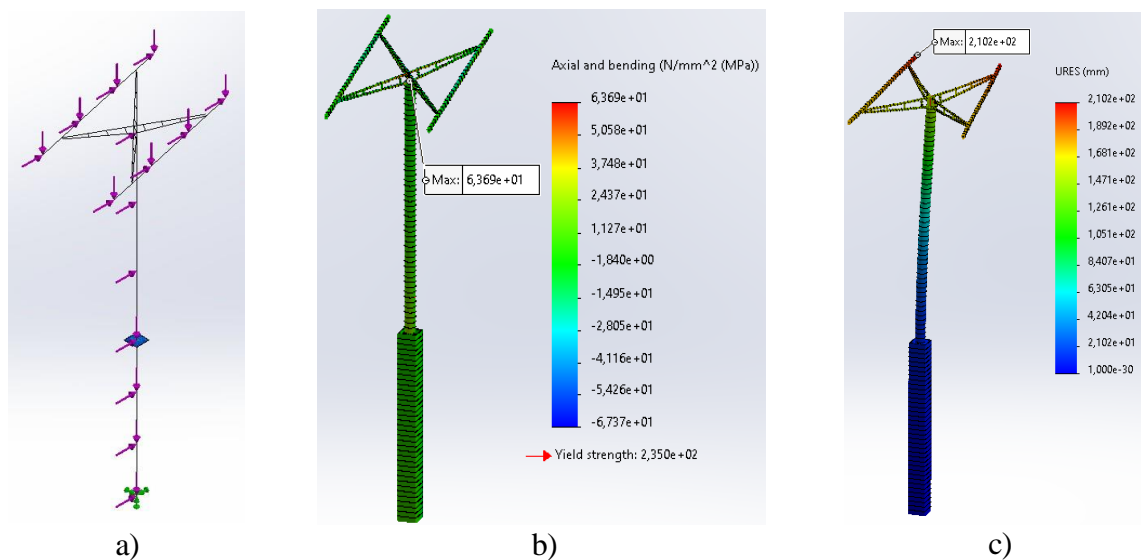 Axial and bending (N/mm^2 (MPa))
6,369e+01
5,058e+01
3,748e+01
2,437e+01
1,127e+01
-1,840e+00
-1,495e+01
-2,805e+01
-4,116e+01
-5,426e+01
-6,737e+01
Max: 6,369e+01
Yield strength: 2,350e+02
Max: 2,102e+02
URES (mm)
2,102e+02
1,892e+02
1,682e+02
1,471e+02
1,261e+02
1,051e+02
8,407e+01
6,305e+01
4,204e+01
2,102e+01
1,000e-30
a)
b)
c)